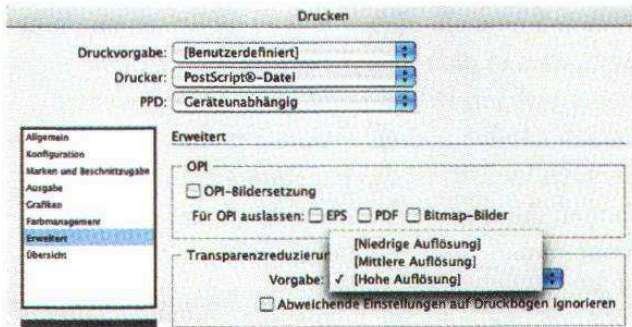 Drucken
Druckvorgabe: [Benutzerdefiniert]
Drucker: PostScript®-Datei
PPD: Geräteunabhängig
Allgemein
Konfiguration
Marken und Beschnittzugabe
Ausgabe
Grafiken
Farbmanagement
Erweitert
Übersicht
Erweitert
OPI
OPI-Bildersetzung
Für OPI auslassen: EPS PDF Bitmap-Bilder
Transparenzreduzierun
Vorgabe:
[Niedrige Auflösung]
[Mittlere Auflösung]
✓ [Hohe Auflösung]
Abweichende Einstellungen auf Druckbögen ignorieren